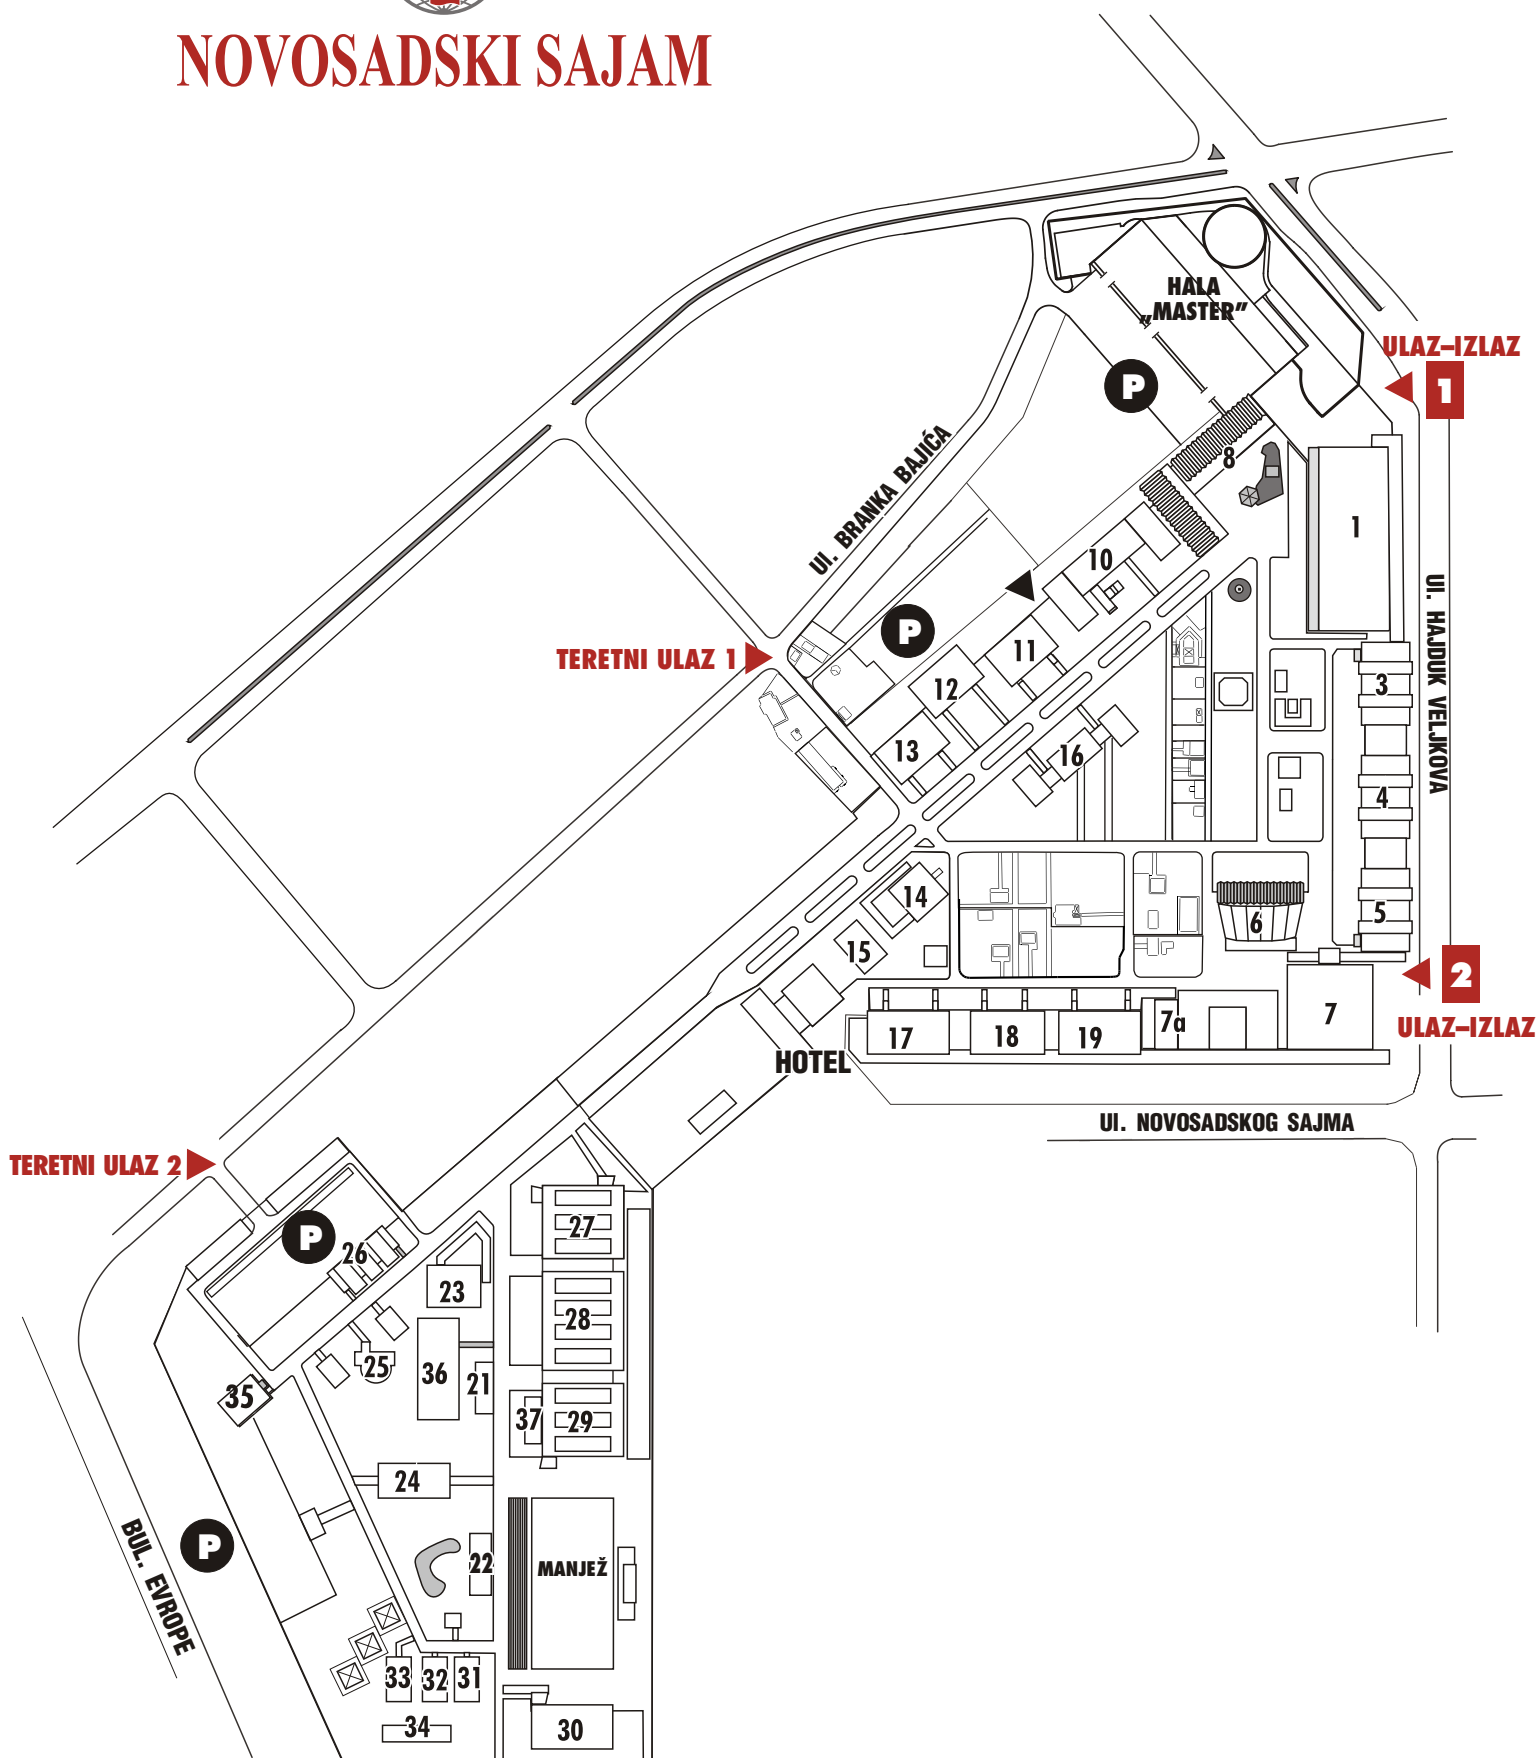 NOVOSADSKI SAJAM
HALA
„MASTER”
ULAZ–IZLAZ
1
P
8
1
Ul. BRANKA BAJIĆA
10
Ul. HAJDUK VELJKOVA
P
TERETNI ULAZ 1
11
12
3
13
16
4
14
5
6
15
2
ULAZ–IZLAZ
7
7a
17
18
19
HOTEL
Ul. NOVOSADSKOG SAJMA
TERETNI ULAZ 2
P
26
27
23
28
25
36
21
35
37
29
24
P
BUL. EVROPE
22
MANJEŽ
33
32
31
34
30